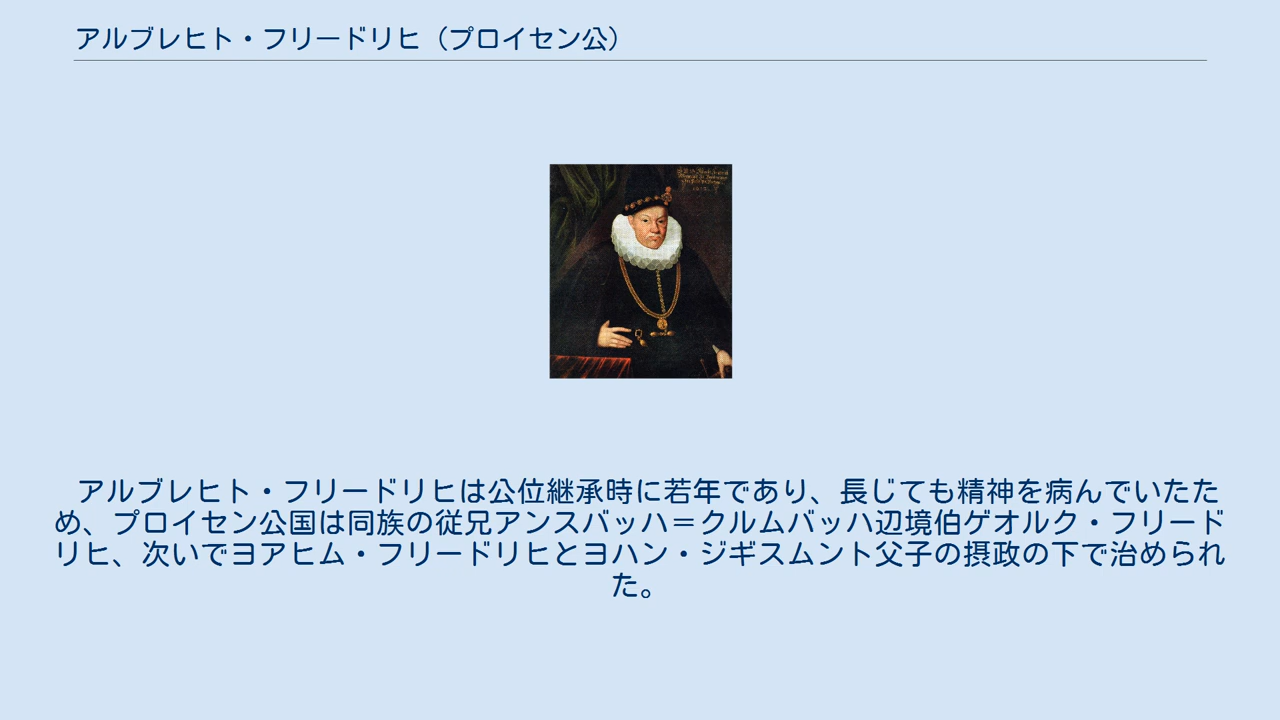 アルブレヒト・フリードリヒ（プロイセン公）
アルブレヒト・フリードリヒは公位継承時に若年であり、長じても精神を病んでいたた
め、プロイセン公国は同族の従兄アンスバッハ＝クルムバッハ辺境伯ゲオルク・フリード
リヒ、次いでヨアヒム・フリードリヒとヨハン・ジギスムント父子の摂政の下で治められ
た。